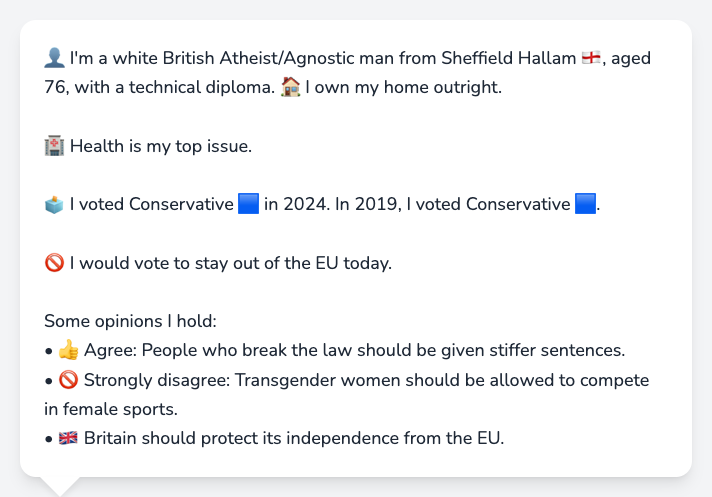 👤 I'm a white British Atheist/Agnostic man from Sheffield Hallam 🏴󠁧󠁢󠁥󠁮󠁧󠁿, aged
76, with a technical diploma. 🏠 I own my home outright.
🏥 Health is my top issue.
🗳️ I voted Conservative 🟦 in 2024. In 2019, I voted Conservative 🟦.
🚫 I would vote to stay out of the EU today.
Some opinions I hold:
• 👍 Agree: People who break the law should be given stiffer sentences.
• 🚫 Strongly disagree: Transgender women should be allowed to compete
in female sports.
• 🇬🇧 Britain should protect its independence from the EU.